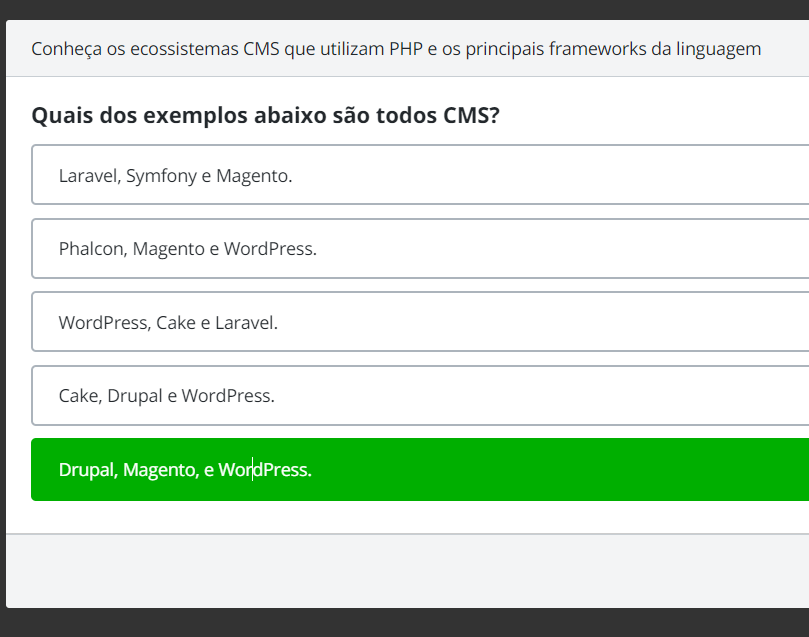 Conheça os ecossistemas CMS que utilizam PHP e os principais frameworks da linguagem
Quais dos exemplos abaixo são todos CMS?
Laravel, Symfony e Magento.
Phalcon, Magento e WordPress.
WordPress, Cake e Laravel.
Cake, Drupal e WordPress.
Drupal, Magento, e WordPress.